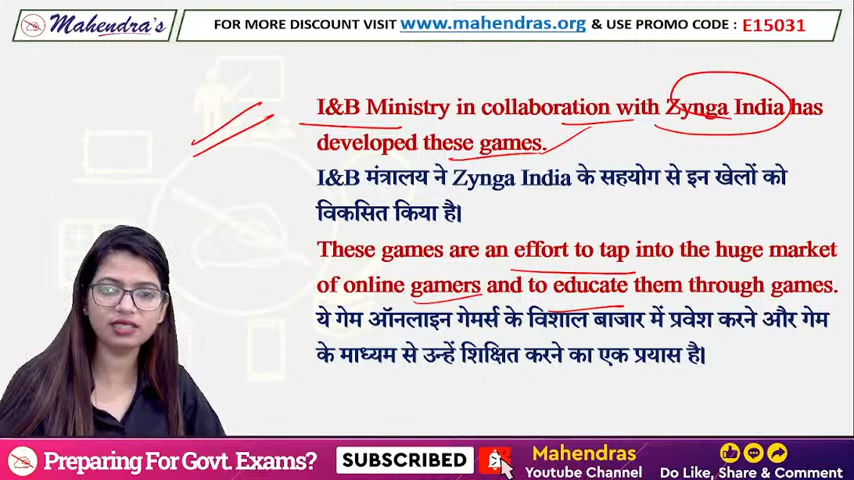 Mahendra's
FOR MORE DISCOUNT VISIT www.mahendras.org & USE PROMO CODE : E15031
I&B Ministry in collaboration with Zynga India has
developed these games.
I&B मंत्रालय ने Zynga India के सहयोग से इन खेलों को
विकसित किया है।
These games are an effort to tap into the huge market
of online gamers and to educate them through games.
ये गेम ऑनलाइन गेमर्स के विशाल बाजार में प्रवेश करने और गेम
के माध्यम से उन्हें शिक्षित करने का एक प्रयास है।
Preparing For Govt. Exams?
SUBSCRIBED
Mahendras
Youtube Channel
Do Like, Share & Comment